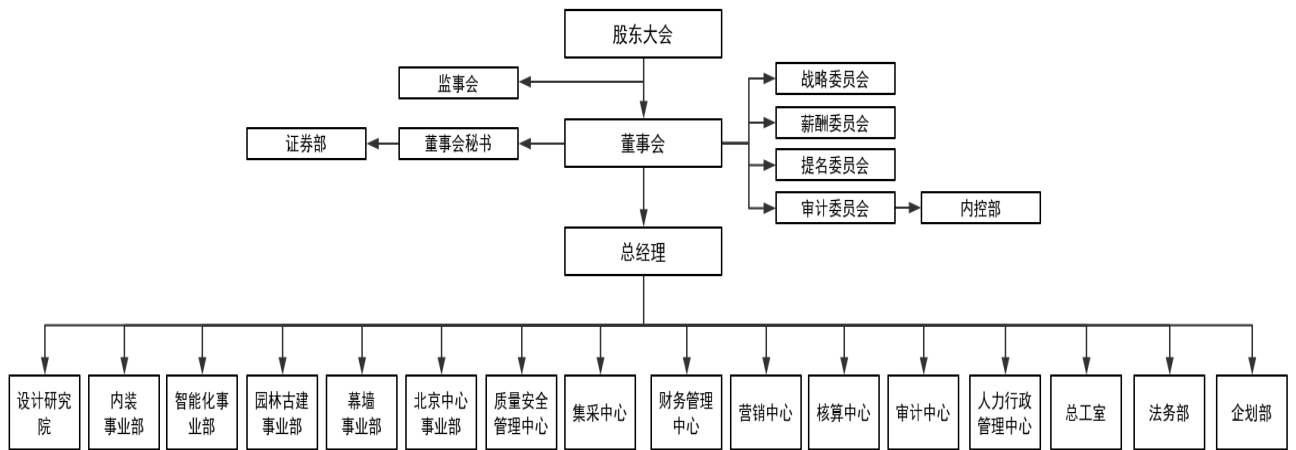 股东大会
监事会
战略委员会
薪酬委员会
证券部
董事会秘书
董事会
提名委员会
审计委员会
内控部
总经理
设计研究
院
内装
事业部
智能化事
业部
园林古建
事业部
幕墙
事业部
北京中心
事业部
质量安全
管理中心
集采中心
财务管理
中心
营销中心
核算中心
审计中心
人力行政
管理中心
总工室
法务部
企划部